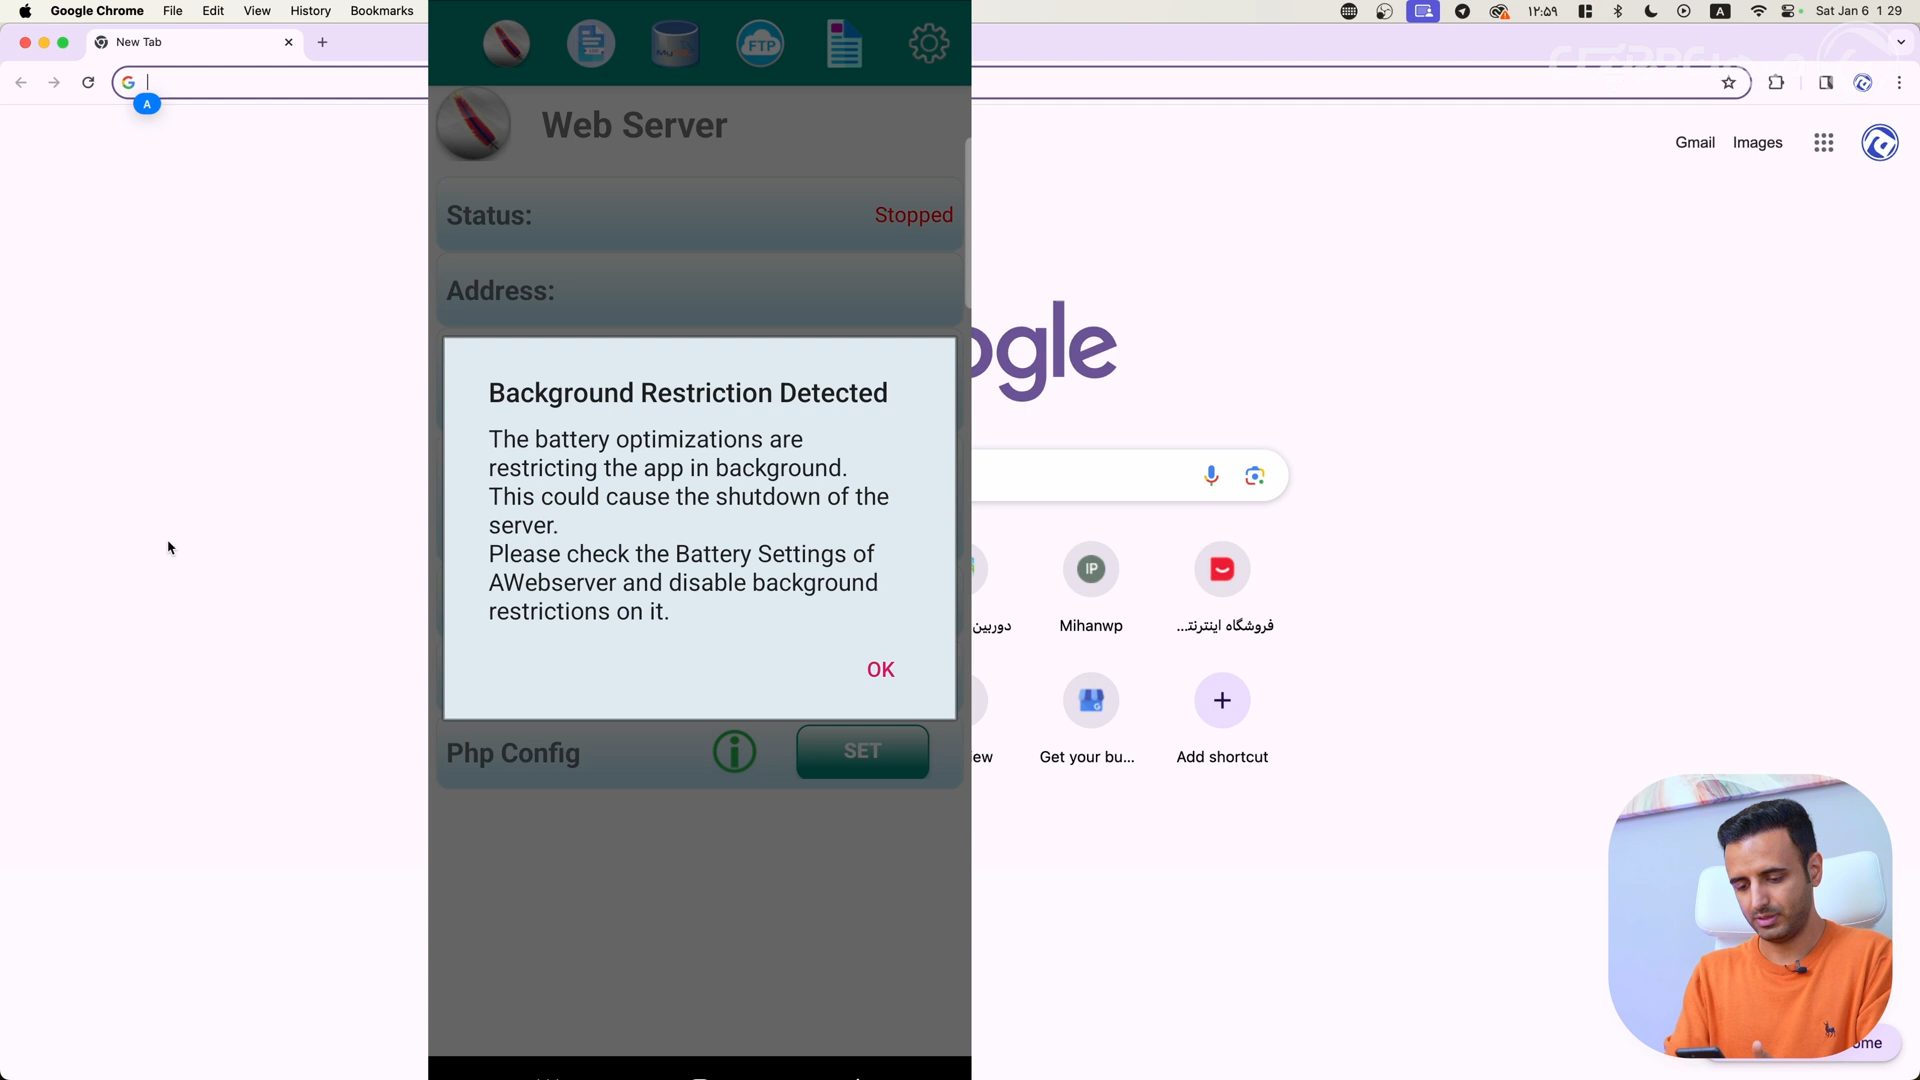 Google Chrome File Edit View History Bookmarks
۱۲:۵۹ A Sat Jan 6 1 29
New Tab
A
Gmail Images
Web Server
Status: Stopped
Address:
ogle
Background Restriction Detected
The battery optimizations are
restricting the app in background.
This could cause the shutdown of the
server.
Please check the Battery Settings of
AWebserver and disable background
restrictions on it.
OK
FTP
IP
دوربین
Mihanwp
فروشگاه اینترنت...
Php Config SET
ew
Get your bu...
Add shortcut
ome